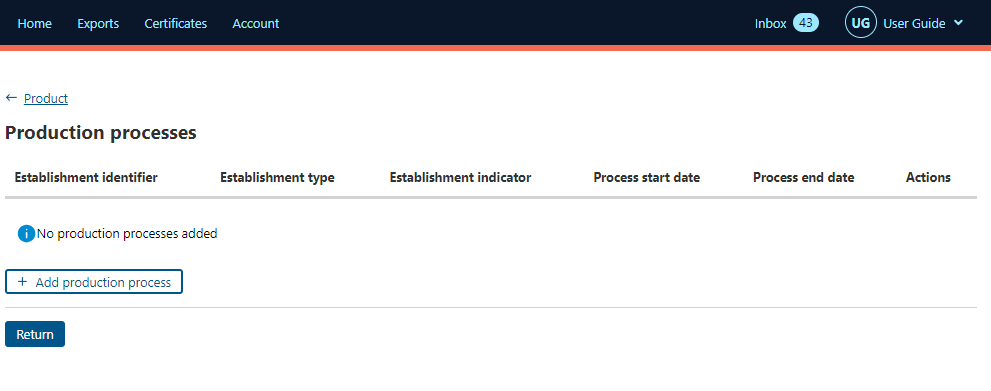 Home Exports Certificates Account Inbox 43 UG User Guide
← Product
Production processes
Establishment identifier Establishment type Establishment indicator Process start date Process end date Actions
No production processes added
+ Add production process
Return